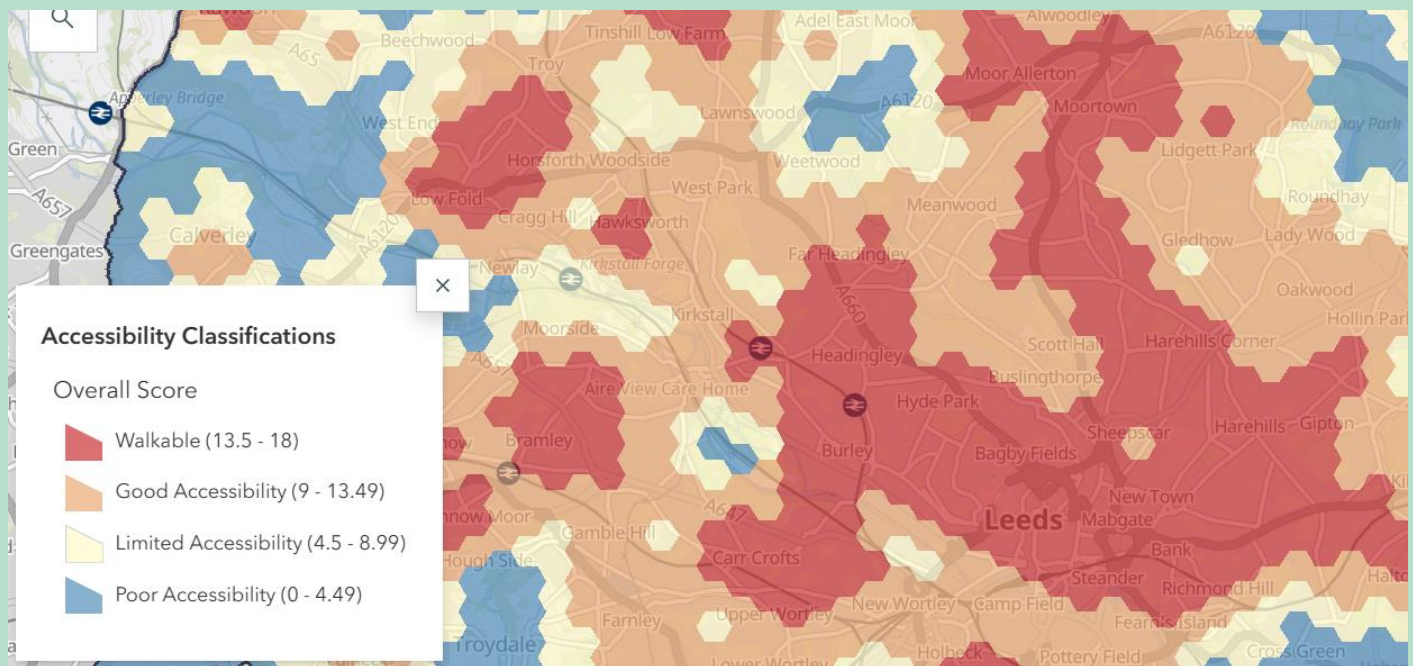 Rawdon
Tinshill Low Farm
Adel East Moor
Alwoodley
A65
Beechwood
A6120
Troy
Moor Allerton
Apperley Bridge
A6120
Moortown
West End
Lawnswood
Roundhay Park
Green
Horsforth Woodside
Weetwood
Lidgett Park
A657
Low Fold
West Park
Meanwood
Roundhay
Cragg Hill
Hawksworth
Calverley
A6120
Gledhow
Lady Wood
Greengates
Far Headingley
Newlay
Kirkstall Forge
A660
Oakwood
Moorside
Kirkstall
Hollin Park
Accessibility Classifications
Scott Hall
Harehills Corner
Headingley
A657
Buslingthorpe
Overall Score
Aire View Care Home
Hyde Park
Walkable (13.5 - 18)
Bramley
Sheepscar
Harehills
Gipton
Burley
Bagby Fields
Good Accessibility (9 - 13.49)
New Town
A647
Leeds
Mabgate
Limited Accessibility (4.5 - 8.99)
Gamble Hill
Bank
Hough Side
Carr Crofts
Steander
Richmond Hill
Poor Accessibility (0 - 4.49)
New Wortley
Camp Field
Farnley
Upper Wortley
Fearn's Island
Troydale
Lower Wortley
Holbeck
Pottery Field
Cross Green